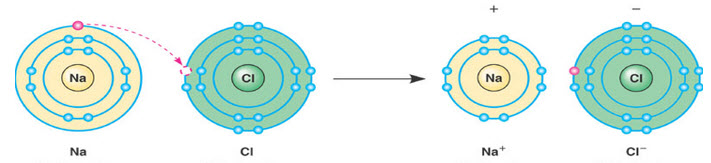 + −
Na Cl Na Cl
Na Cl Na⁺ Cl⁻